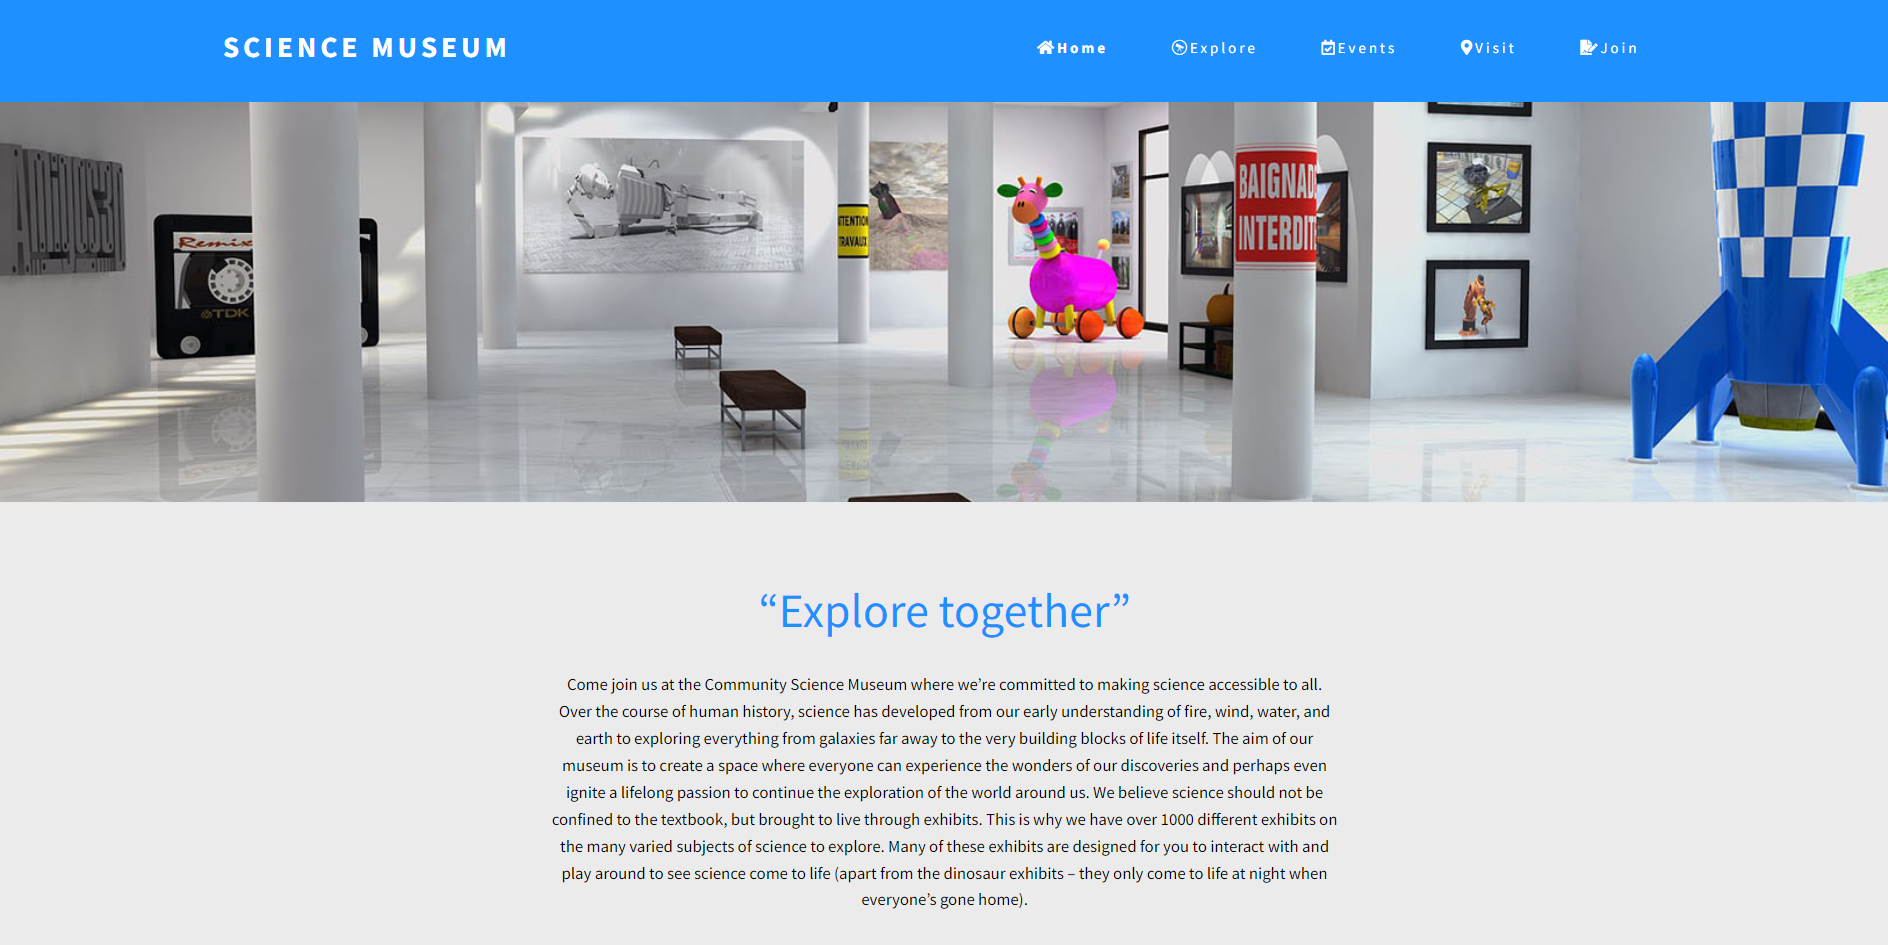 SCIENCE MUSEUM
Home Explore Events Visit Join
Remix
TDK
ATTENTION
TRAVAUX
BAIGNAD
INTERDIT
“Explore together”
Come join us at the Community Science Museum where we’re committed to making science accessible to all.
Over the course of human history, science has developed from our early understanding of fire, wind, water, and
earth to exploring everything from galaxies far away to the very building blocks of life itself. The aim of our
museum is to create a space where everyone can experience the wonders of our discoveries and perhaps even
ignite a lifelong passion to continue the exploration of the world around us. We believe science should not be
confined to the textbook, but brought to live through exhibits. This is why we have over 1000 different exhibits on
the many varied subjects of science to explore. Many of these exhibits are designed for you to interact with and
play around to see science come to life (apart from the dinosaur exhibits – they only come to life at night when
everyone’s gone home).